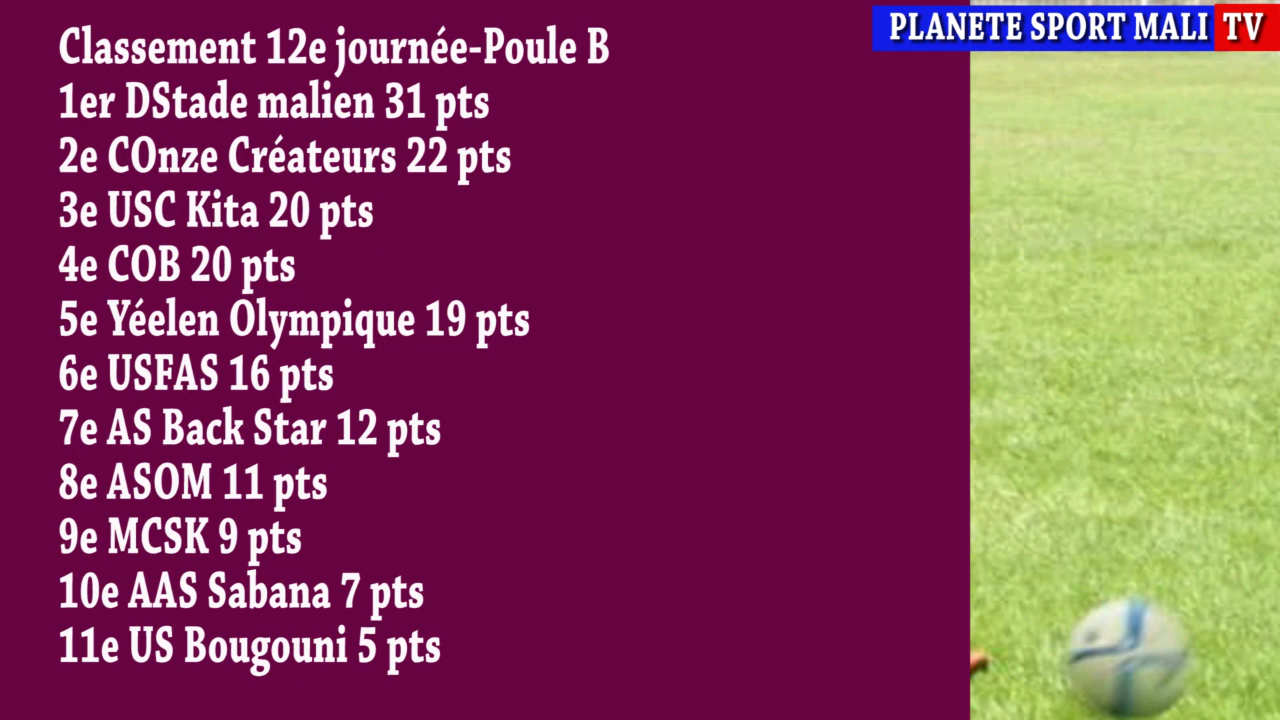 Classement 12e journée-Poule B
1er DStade malien 31 pts
2e COnze Créateurs 22 pts
3e USC Kita 20 pts
4e COB 20 pts
5e Yéelen Olympique 19 pts
6e USFAS 16 pts
7e AS Back Star 12 pts
8e ASOM 11 pts
9e MCSK 9 pts
10e AAS Sabana 7 pts
11e US Bougouni 5 pts
PLANETE SPORT MALI TV